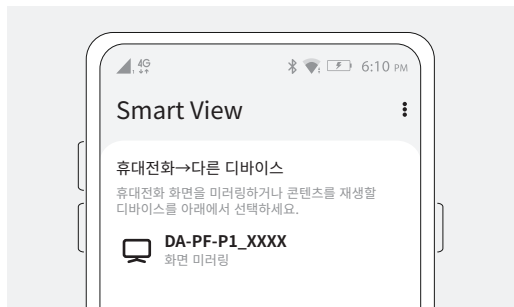 4G
6:10 PM
Smart View
휴대전화→다른 디바이스
휴대전화 화면을 미러링하거나 콘텐츠를 재생할
디바이스를 아래에서 선택하세요.
DA-PF-P1_XXXX
화면 미러링